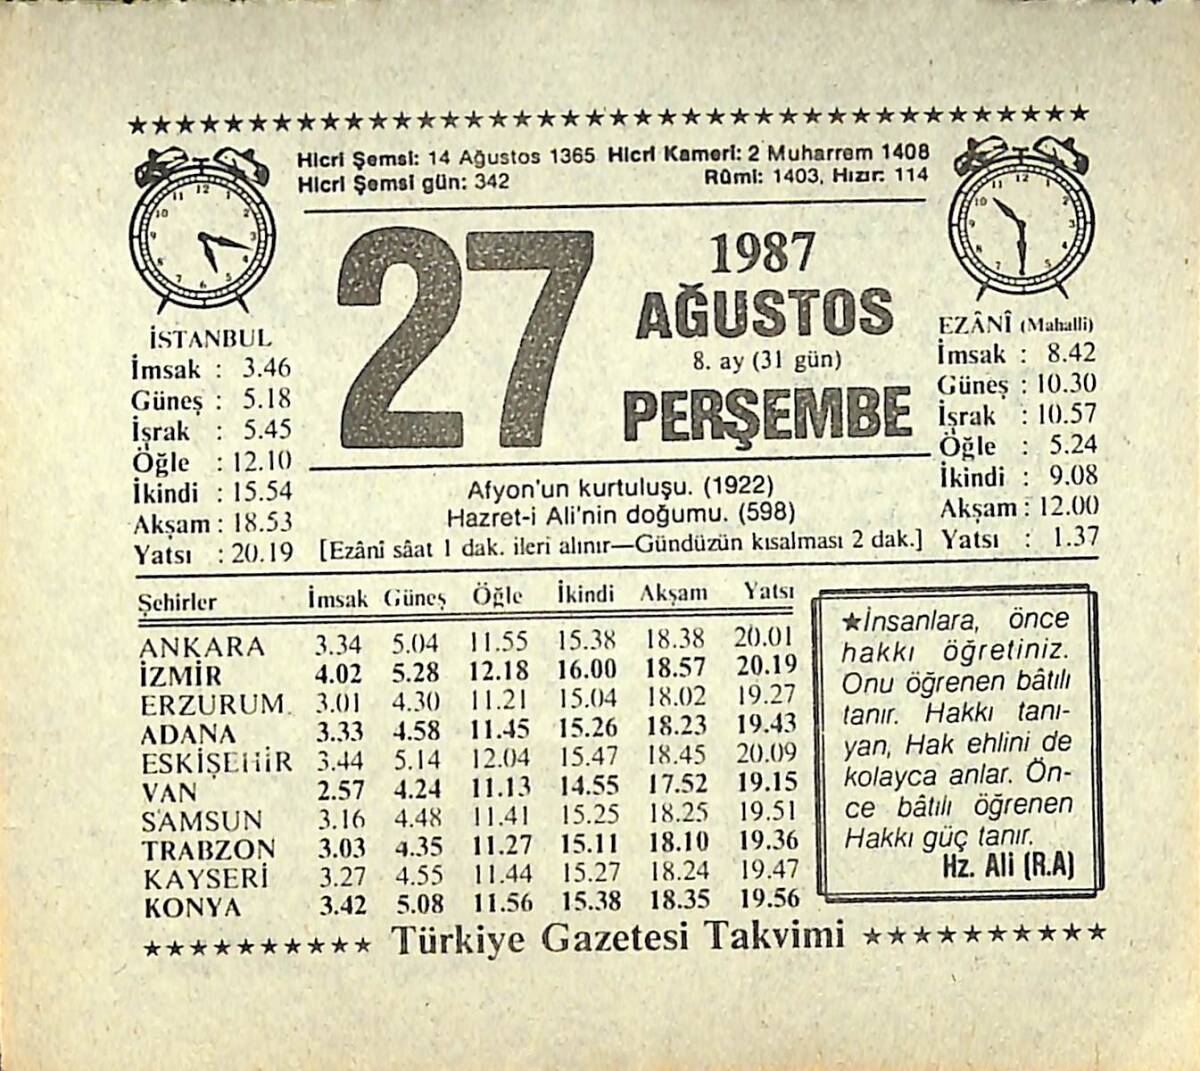 ★★★★★★★★★★★★★★★★★★★★★★★★★★★★★★★★★★★★★★★★
Hicri Şemsi: 14 Ağustos 1365 Hicri Kameri: 2 Muharrem 1408
Hicri Şemsi gün: 342 Rûmi: 1403, Hızır: 114
27
1987
AĞUSTOS
8. ay (31 gün)
PERŞEMBE
İSTANBUL
İmsak : 3.46
Güneş : 5.18
İşrak : 5.45
Öğle : 12.10
İkindi : 15.54
Akşam : 18.53
Yatsı : 20.19
EZÂNÎ (Mahalli)
İmsak : 8.42
Güneş : 10.30
İşrak : 10.57
Öğle : 5.24
İkindi : 9.08
Akşam : 12.00
Yatsı : 1.37
Afyon'un kurtuluşu. (1922)
Hazret-i Ali'nin doğumu. (598)
[Ezânî sâat 1 dak. ileri alınır—Gündüzün kısalması 2 dak.]
Şehirler İmsak Güneş Öğle İkindi Akşam Yatsı
ANKARA 3.34 5.04 11.55 15.38 18.38 20.01
İZMİR 4.02 5.28 12.18 16.00 18.57 20.19
ERZURUM 3.01 4.30 11.21 15.04 18.02 19.27
ADANA 3.33 4.58 11.45 15.26 18.23 19.43
ESKİŞEHİR 3.44 5.14 12.04 15.47 18.45 20.09
VAN 2.57 4.24 11.13 14.55 17.52 19.15
SAMSUN 3.16 4.48 11.41 15.25 18.25 19.51
TRABZON 3.03 4.35 11.27 15.11 18.10 19.36
KAYSERİ 3.27 4.55 11.44 15.27 18.24 19.47
KONYA 3.42 5.08 11.56 15.38 18.35 19.56
★İnsanlara, önce
hakkı öğretiniz.
Onu öğrenen bâtılı
tanır. Hakkı tanı-
yan, Hak ehlini de
kolayca anlar. Ön-
ce bâtılı öğrenen
Hakkı güç tanır.
Hz. Ali (R.A)
★★★★★★★★★★ Türkiye Gazetesi Takvimi ★★★★★★★★★★